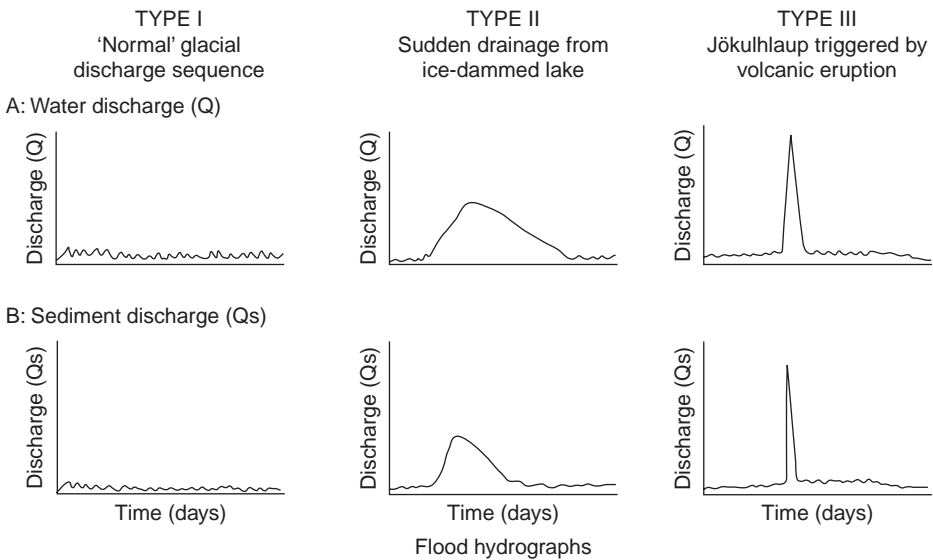 TYPE I
‘Normal’ glacial
discharge sequence
TYPE II
Sudden drainage from
ice-dammed lake
TYPE III
Jökulhlaup triggered by
volcanic eruption
A: Water discharge (Q)
Discharge (Q)
Discharge (Q)
Discharge (Q)
B: Sediment discharge (Qs)
Discharge (Qs)
Discharge (Qs)
Discharge (Qs)
Time (days)
Time (days)
Time (days)
Flood hydrographs